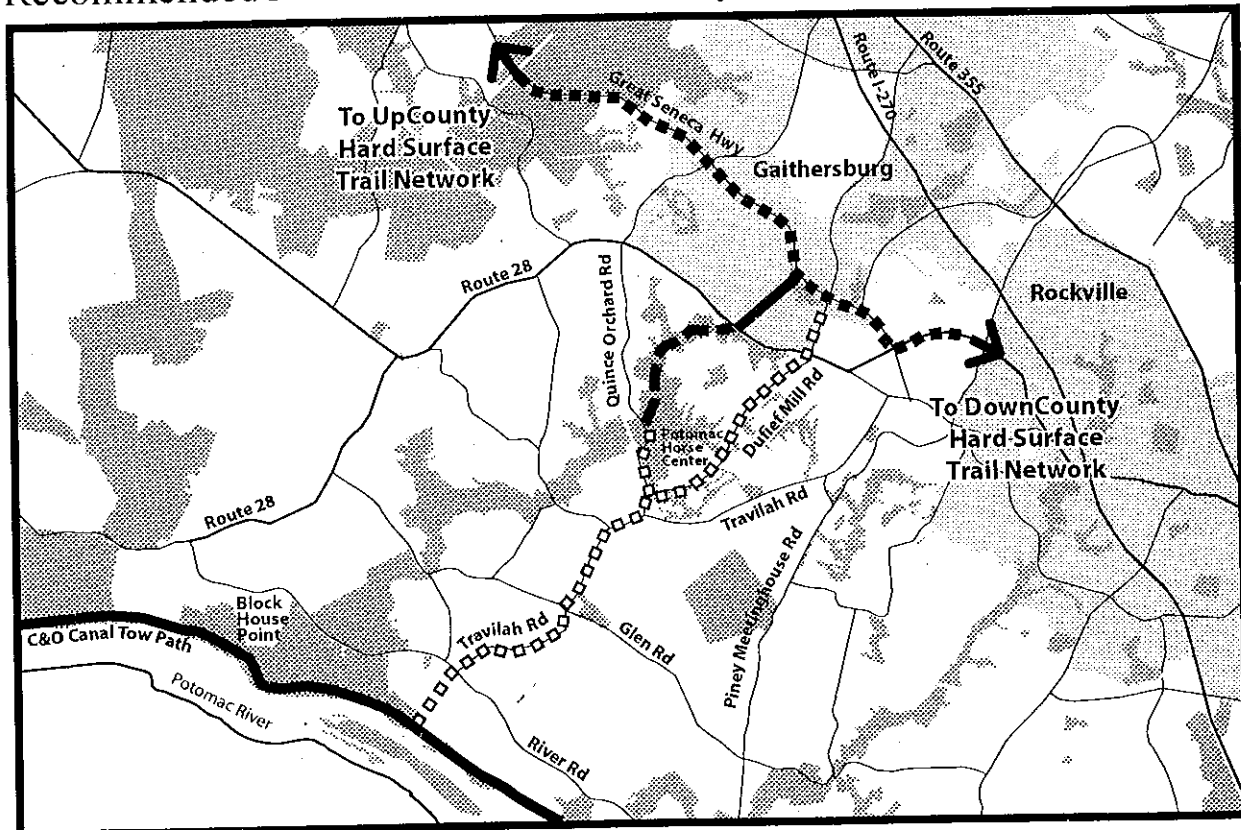 Recommended
Route I-270
Route 355
Great Seneca Hwy
To UpCounty
Hard Surface
Trail Network
Gaithersburg
Route 28
Quince Orchard Rd
Rockville
Dufief Mill Rd
To DownCounty
Hard Surface
Trail Network
Potomac
Horse
Center
Route 28
Travilah Rd
Piney Meetinghouse Rd
Block
House
Point
C&O Canal Tow Path
Travilah Rd
Glen Rd
Potomac River
River Rd